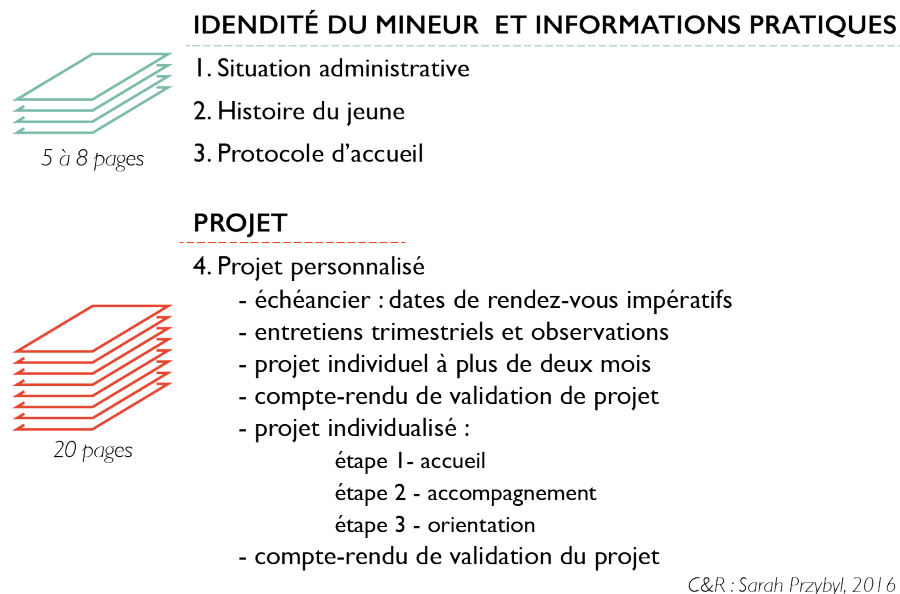 IDENDITÉ DU MINEUR ET INFORMATIONS PRATIQUES
1. Situation administrative
2. Histoire du jeune
3. Protocole d'accueil
5 à 8 pages
PROJET
4. Projet personnalisé
- échéancier : dates de rendez-vous impératifs
- entretiens trimestriels et observations
- projet individuel à plus de deux mois
- compte-rendu de validation de projet
- projet individualisé :
étape 1- accueil
étape 2 - accompagnement
étape 3 - orientation
- compte-rendu de validation du projet
20 pages
C&R : Sarah Przybyl, 2016